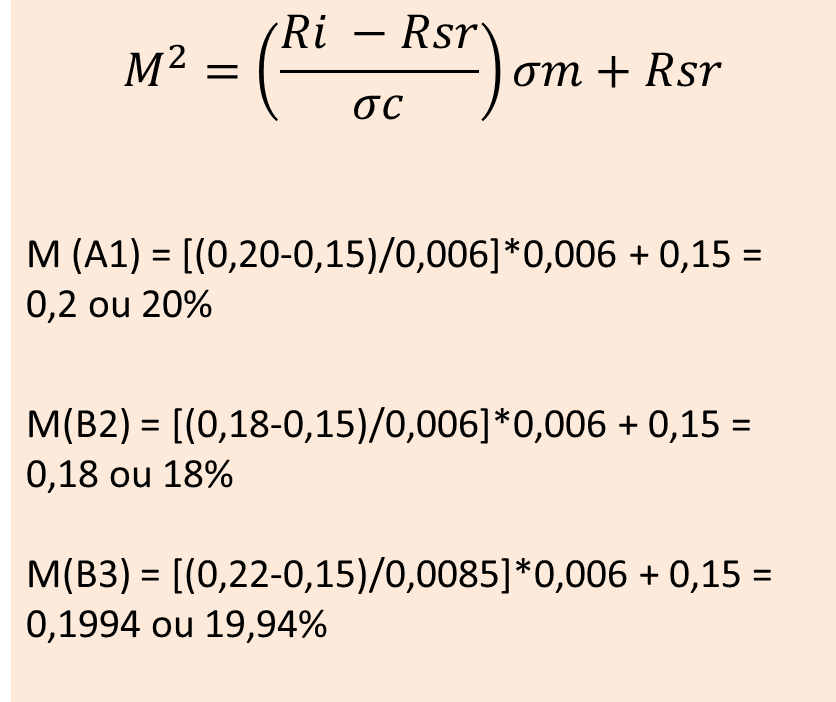 M² = (Ri − Rsr / σc) σm + Rsr
M (A1) = [(0,20-0,15)/0,006]*0,006 + 0,15 =
0,2 ou 20%
M(B2) = [(0,18-0,15)/0,006]*0,006 + 0,15 =
0,18 ou 18%
M(B3) = [(0,22-0,15)/0,0085]*0,006 + 0,15 =
0,1994 ou 19,94%